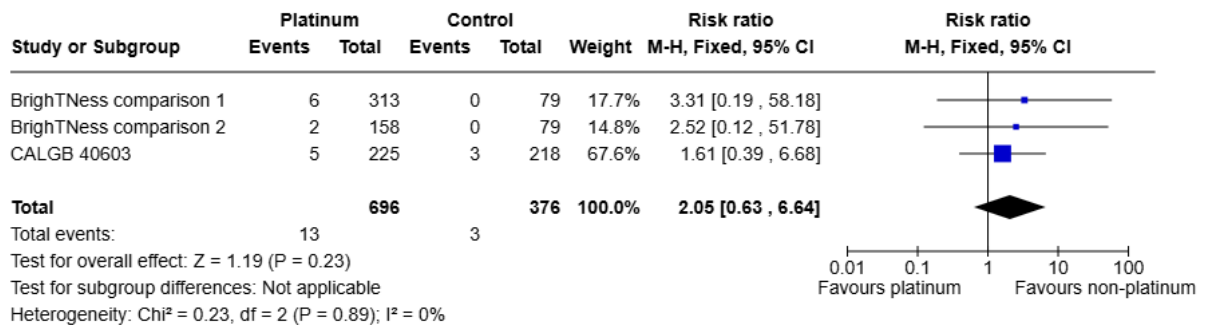 Platinum Control Risk ratio Risk ratio
Study or Subgroup Events Total Events Total Weight M-H, Fixed, 95% CI M-H, Fixed, 95% CI
BrighTNess comparison 1 6 313 0 79 17.7% 3.31 [0.19 , 58.18]
BrighTNess comparison 2 2 158 0 79 14.8% 2.52 [0.12 , 51.78]
CALGB 40603 5 225 3 218 67.6% 1.61 [0.39 , 6.68]
Total 696 376 100.0% 2.05 [0.63 , 6.64]
Total events: 13 3
Test for overall effect: Z = 1.19 (P = 0.23)
Test for subgroup differences: Not applicable
Heterogeneity: Chi² = 0.23, df = 2 (P = 0.89); I² = 0%
0.01 0.1 1 10 100
Favours platinum Favours non-platinum